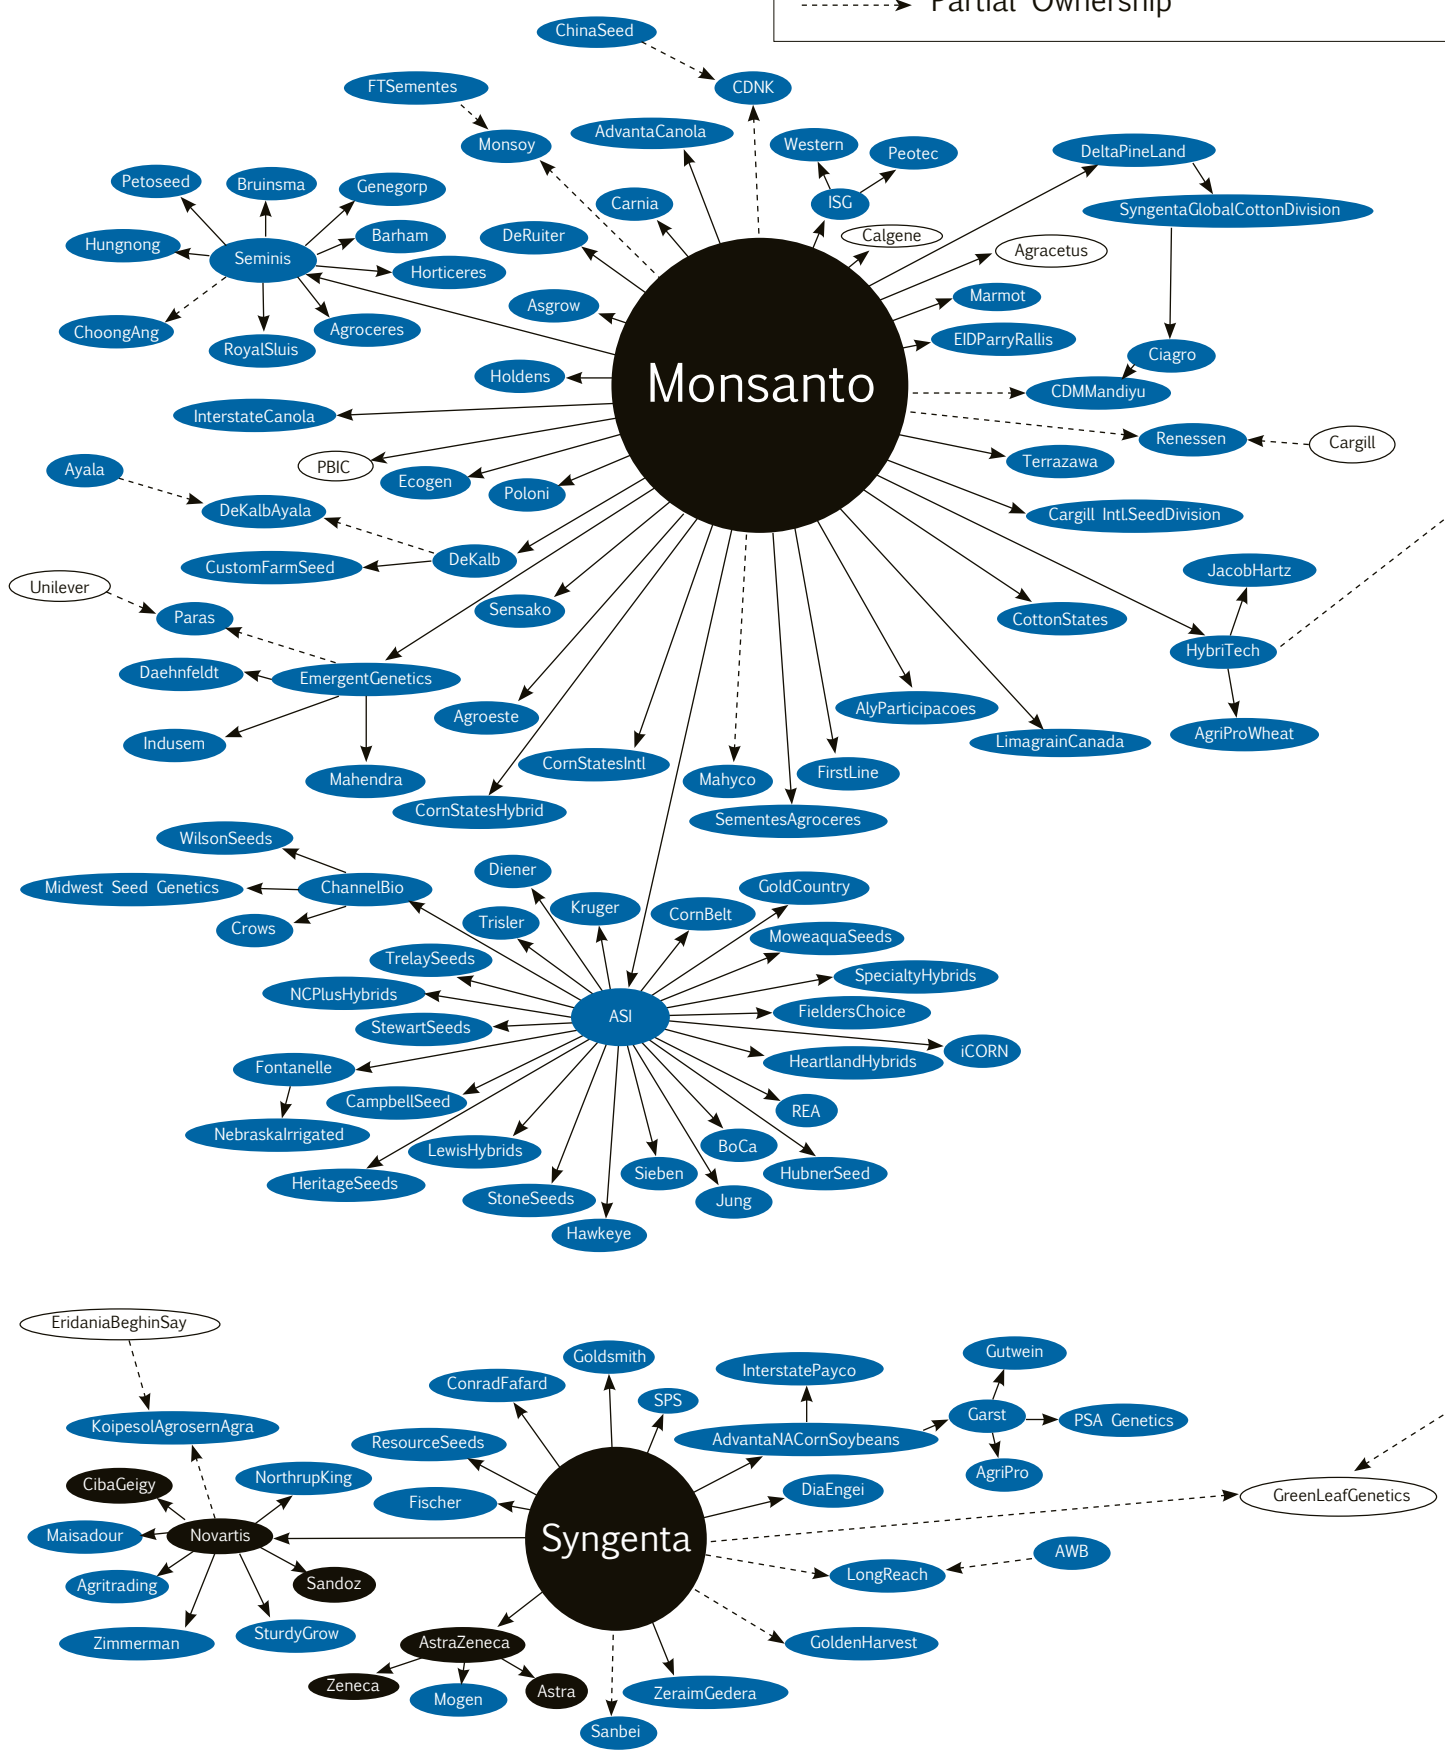 Partial Ownership
ChinaSeed
CDNK
FTSementes
Monsoy
AdvantaCanola
Western
Peotec
DeltaPineLand
ISG
Petoseed
Bruinsma
Genegorp
Carnia
SyngentaGlobalCottonDivision
Barham
DeRuiter
Calgene
Agracetus
Hungnong
Seminis
Horticeres
Asgrow
Marmot
ChoongAng
RoyalSluis
Agroceres
EIDParryRallis
Ciagro
Holdens
Monsanto
CDMMandiyu
InterstateCanola
Renessen
Cargill
PBIC
Ecogen
Poloni
Terrazawa
Ayala
DeKalbAyala
Cargill Intl.SeedDivision
CustomFarmSeed
DeKalb
JacobHartz
Unilever
Paras
Sensako
CottonStates
HybriTech
Daehnfeldt
EmergentGenetics
Agroeste
AlyParticipacoes
Indusem
LimagrainCanada
AgriProWheat
Mahendra
CornStatesIntl
Mahyco
FirstLine
CornStatesHybrid
SementesAgroceres
WilsonSeeds
Diener
Midwest Seed Genetics
ChannelBio
GoldCountry
Crows
Trisler
Kruger
CornBelt
MoweaquaSeeds
TrelaySeeds
SpecialtyHybrids
NCPlusHybrids
StewartSeeds
ASI
FieldersChoice
Fontanelle
HeartlandHybrids
iCORN
CampbellSeed
REA
NebraskaIrrigated
LewisHybrids
BoCa
HeritageSeeds
Sieben
HubnerSeed
StoneSeeds
Jung
Hawkeye
EridaniaBeghinSay
Goldsmith
Gutwein
ConradFafard
InterstatePayco
SPS
KoipesolAgrosernAgra
ResourceSeeds
AdvantaNACornSoybeans
Garst
PSA Genetics
CibaGeigy
NorthrupKing
AgriPro
Fischer
DiaEngei
GreenLeafGenetics
Maisadour
Novartis
Syngenta
AWB
Agritrading
Sandoz
LongReach
Zimmerman
SturdyGrow
AstraZeneca
GoldenHarvest
Zeneca
Mogen
Astra
ZeraimGedera
Sanbei